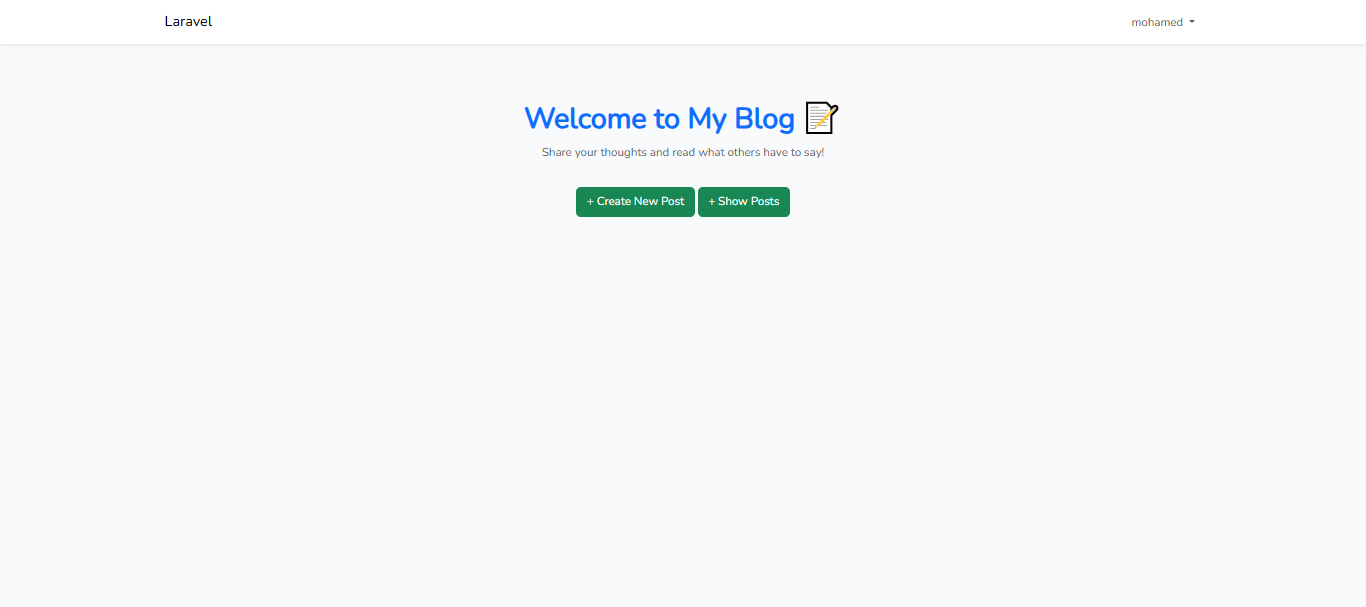 Laravel
mohamed
Welcome to My Blog 📝
Share your thoughts and read what others have to say!
+ Create New Post
+ Show Posts